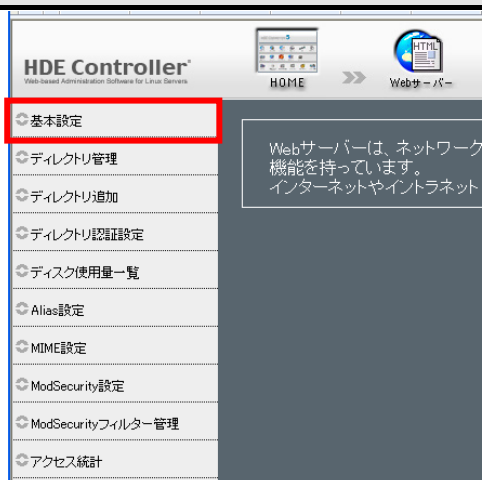 HDE Controller
Web-based Administration Software for Linux Servers
HOME
HTML
Webサーバー
基本設定
ディレクトリ管理
ディレクトリ追加
ディレクトリ認証設定
ディスク使用量一覧
Alias設定
MIME設定
ModSecurity設定
ModSecurityフィルター管理
アクセス統計
Webサーバーは、ネットワーク
機能を持っています。
インターネットやイントラネット